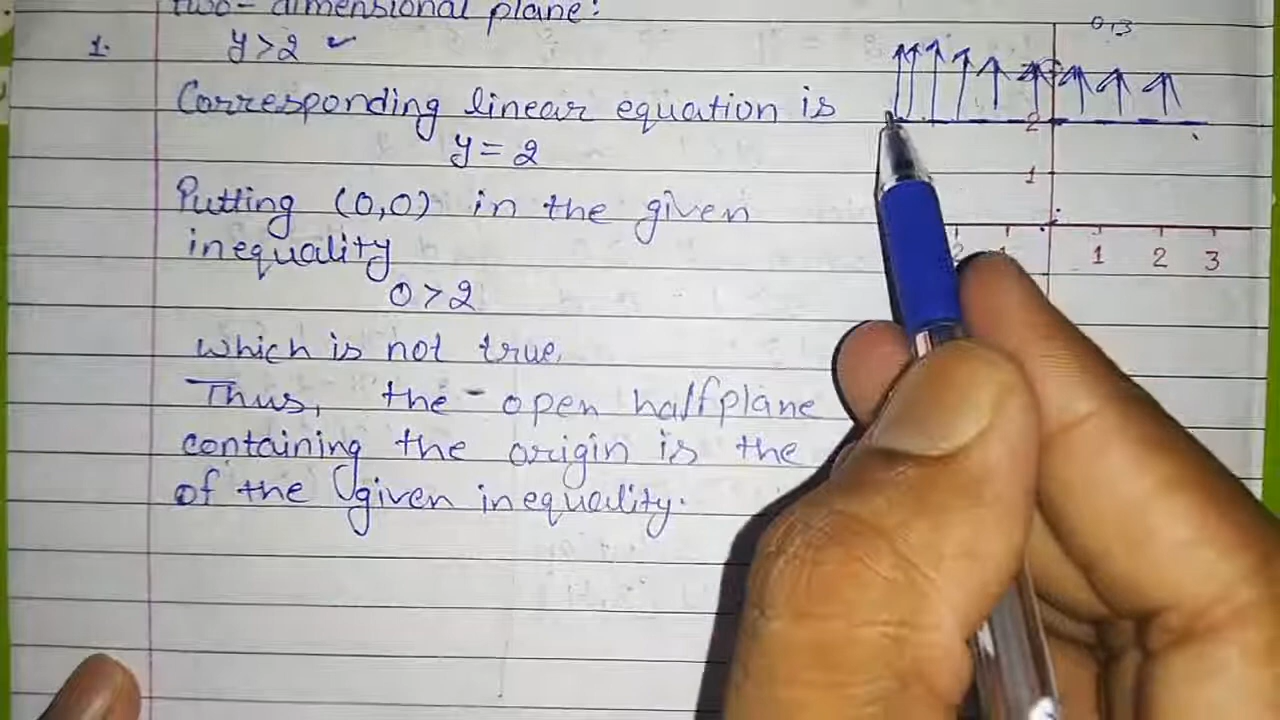 two-dimensional plane:
1. y>2
Corresponding linear equation is
y=2
Putting (0,0) in the given
inequality
0>2
which is not true.
Thus, the open halfplane
containing the origin is the
of the given inequality.
0,3
2
1
1 2 3